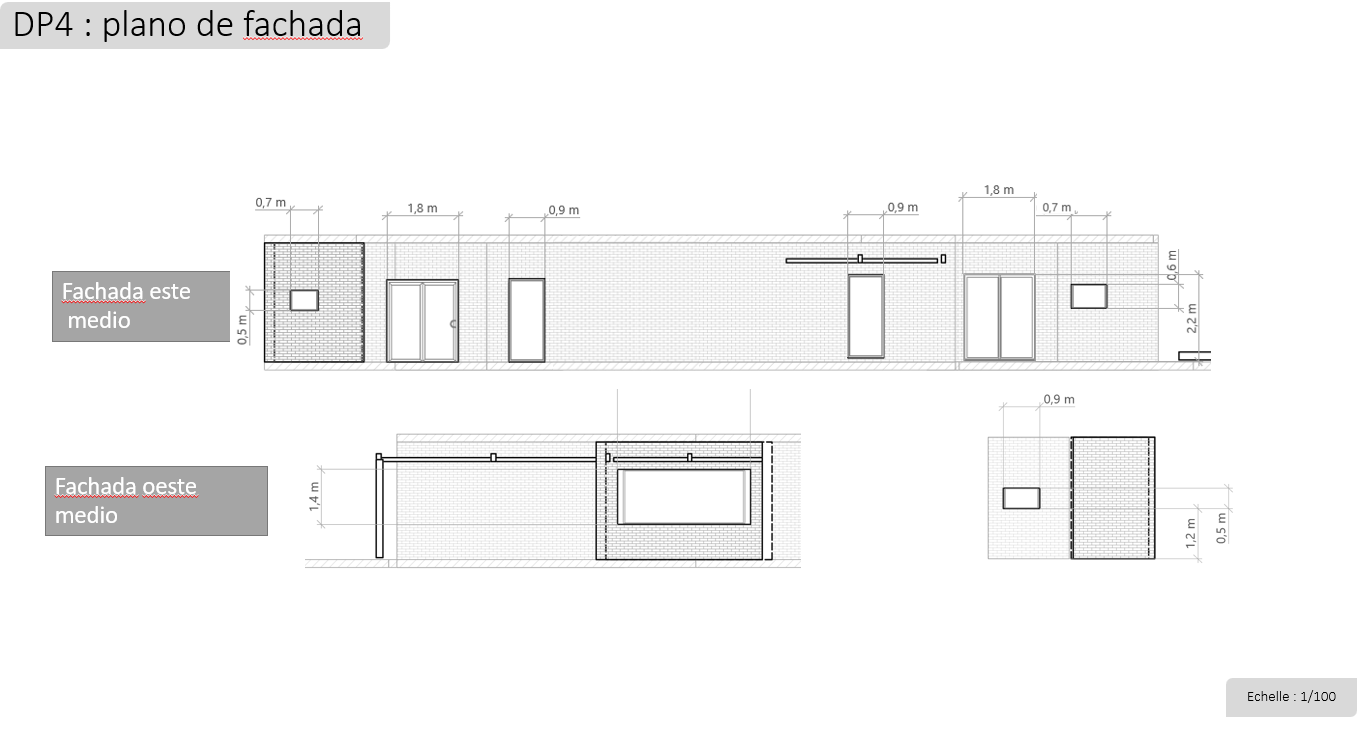 DP4 : plano de fachada
1,8 m
0,7 m
1,8 m
0,9 m
0,9 m
0,7 m
0,6 m
Fachada este
medio
0,5 m
2,2 m
0,9 m
Fachada oeste
medio
1,4 m
1,2 m
0,5 m
Echelle : 1/100